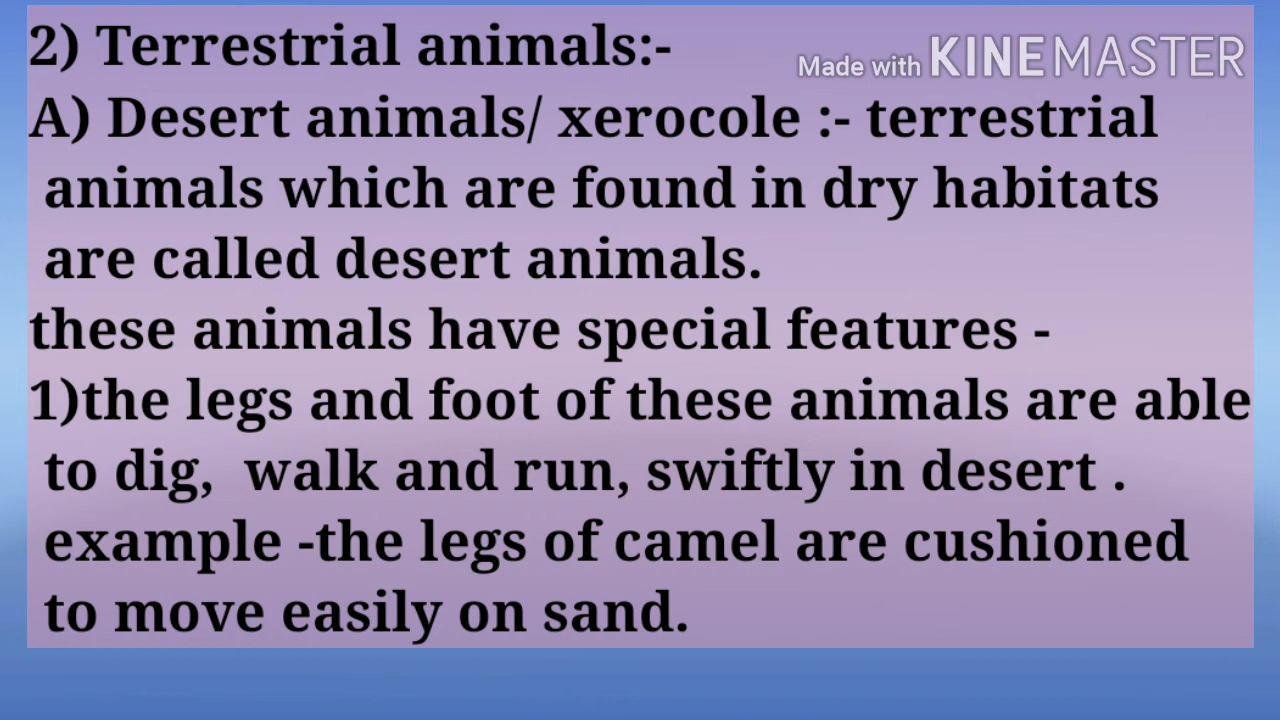 2) Terrestrial animals:-
Made with KINEMASTER
A) Desert animals/ xerocole :- terrestrial
animals which are found in dry habitats
are called desert animals.
these animals have special features -
1)the legs and foot of these animals are able
to dig,  walk and run, swiftly in desert .
example -the legs of camel are cushioned
to move easily on sand.